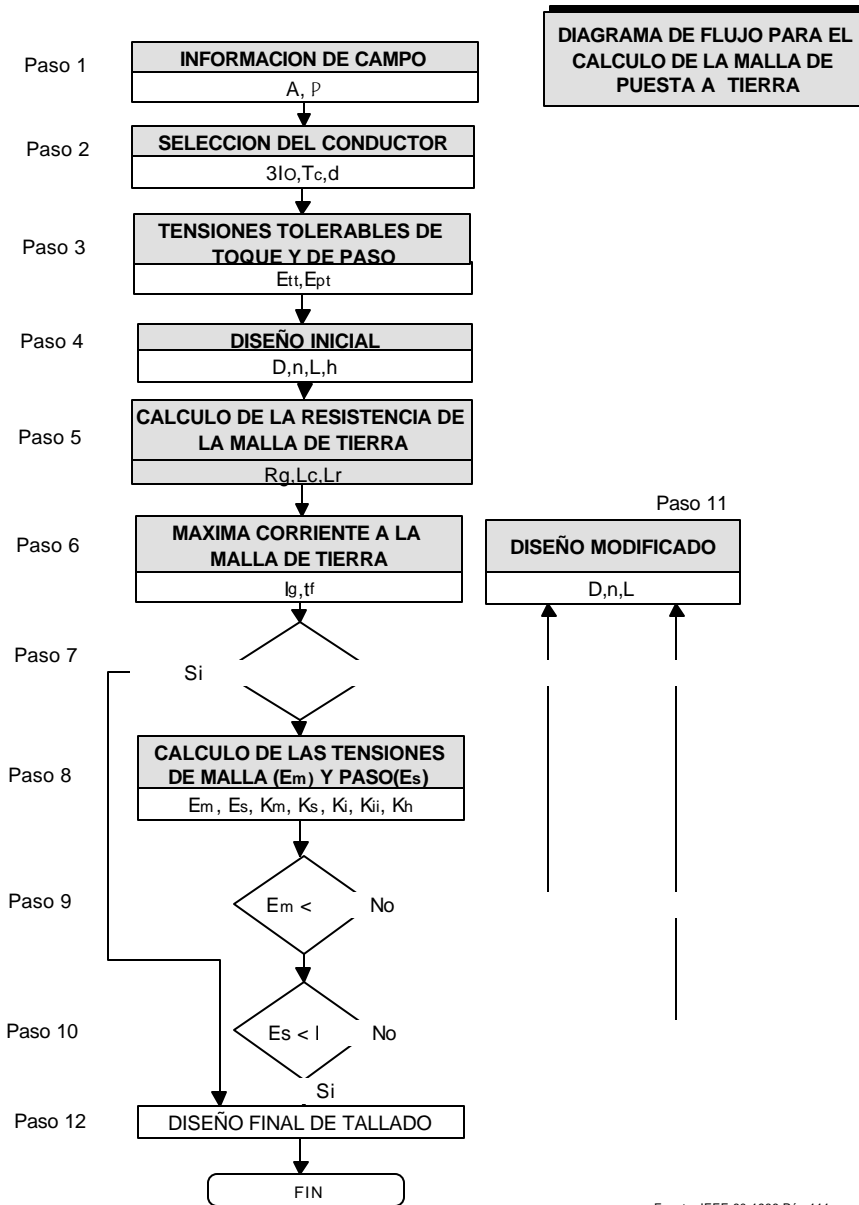 DIAGRAMA DE FLUJO PARA EL
CALCULO DE LA MALLA DE
PUESTA A TIERRA
Paso 1
INFORMACION DE CAMPO
A, P
Paso 2
SELECCION DEL CONDUCTOR
3IO,Tc,d
Paso 3
TENSIONES TOLERABLES DE
TOQUE Y DE PASO
Ett,Ept
Paso 4
DISEÑO INICIAL
D,n,L,h
Paso 5
CALCULO DE LA RESISTENCIA DE
LA MALLA DE TIERRA
Rg,Lc,Lr
Paso 6
MAXIMA CORRIENTE A LA
MALLA DE TIERRA
Ig,tf
Paso 11
DISEÑO MODIFICADO
D,n,L
Paso 7
Si
Paso 8
CALCULO DE LAS TENSIONES
DE MALLA (Em) Y PASO(Es)
Em, Es, Km, Ks, Ki, Kii, Kh
Paso 9
Em <
No
Paso 10
Es <
No
Si
Paso 12
DISEÑO FINAL DE TALLADO
FIN